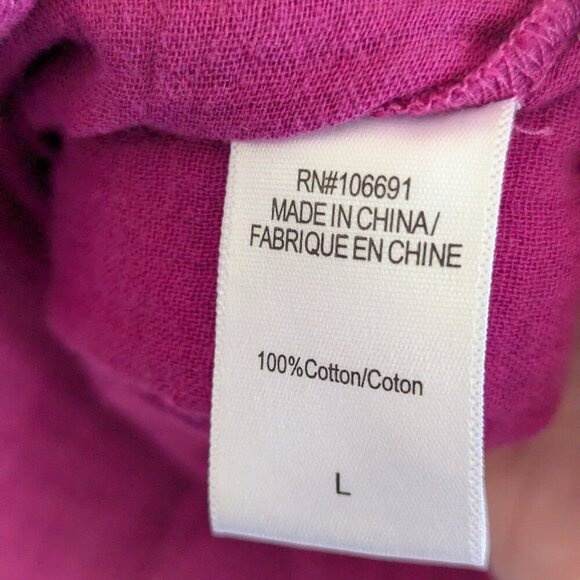 RN#106691
MADE IN CHINA/
FABRIQUE EN CHINE
100%Cotton/Coton
L